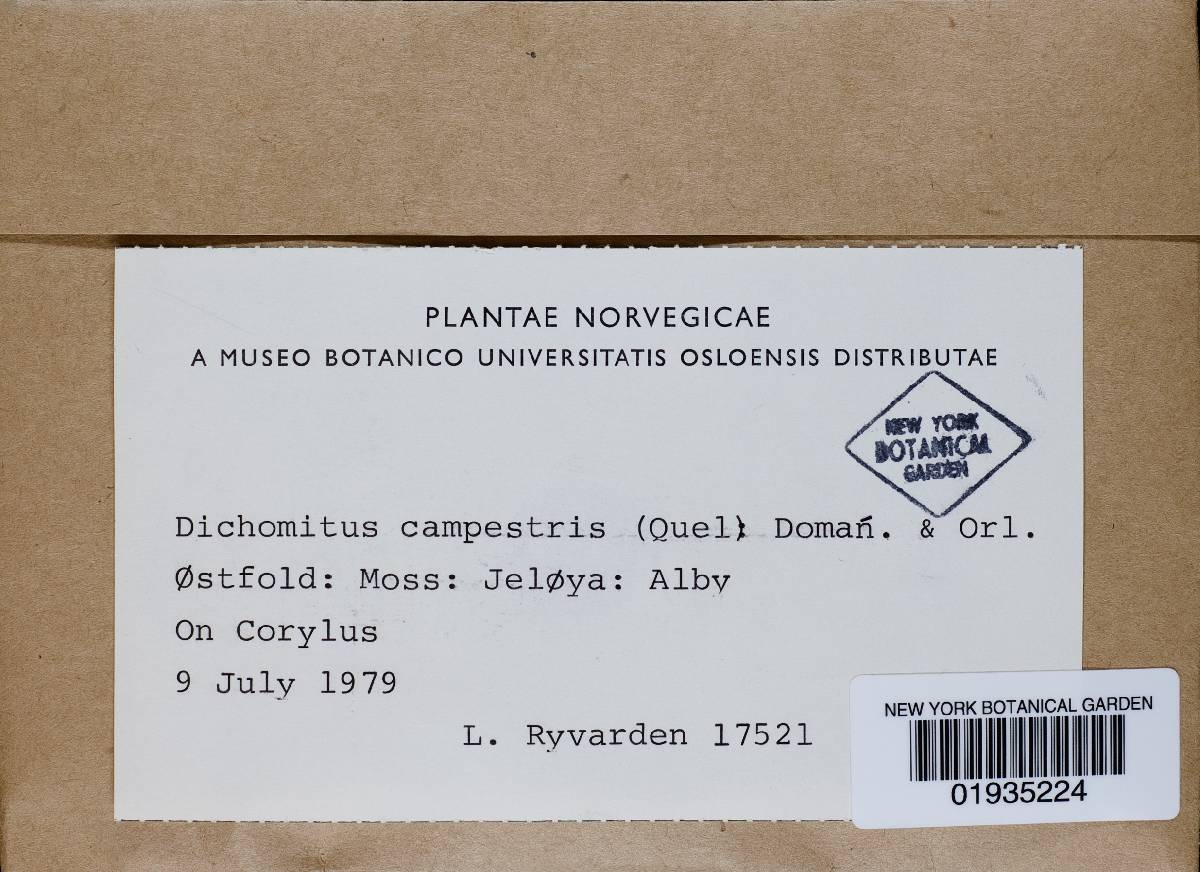 PLANTAE NORVEGICAE
A MUSEO BOTANICO UNIVERSITATIS OSLOENSIS DISTRIBUTAE
NEW YORK
BOTANICAL
GARDEN
Dichomitus campestris (Quel) Domań. & Orl.
Østfold: Moss: Jeløya: Alby
On Corylus
9 July 1979
L. Ryvarden 17521
NEW YORK BOTANICAL GARDEN
01935224